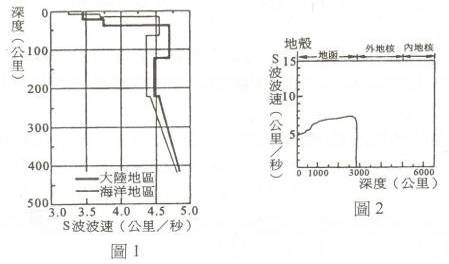 深度（公里）
0
100
200
300
400
500
3.0 3.5 4.0 4.5 5.0
大陸地區
海洋地區
S波波速（公里／秒）
圖1
地殼
地函 外地核 內地核
S波波速（公里／秒）
15
10
5
0
0 1000 3000 6000
深度（公里）
圖2